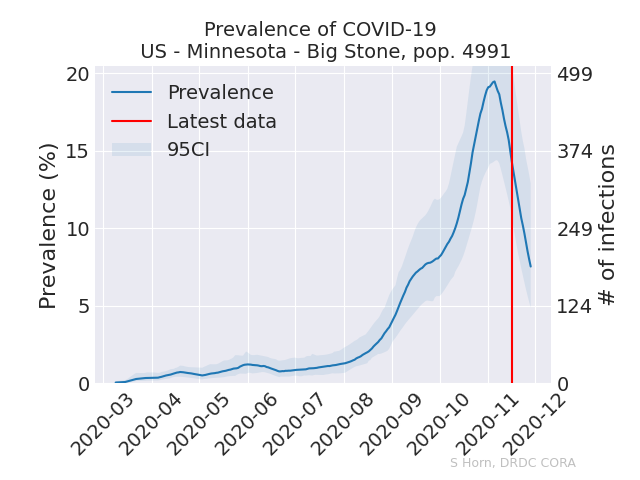 Prevalence of COVID-19
US - Minnesota - Big Stone, pop. 4991
Prevalence
Latest data
95CI
Prevalence (%)
20
15
10
5
0
499
374
249
124
0
# of infections
2020-03
2020-04
2020-05
2020-06
2020-07
2020-08
2020-09
2020-10
2020-11
2020-12
S Horn, DRDC CORA